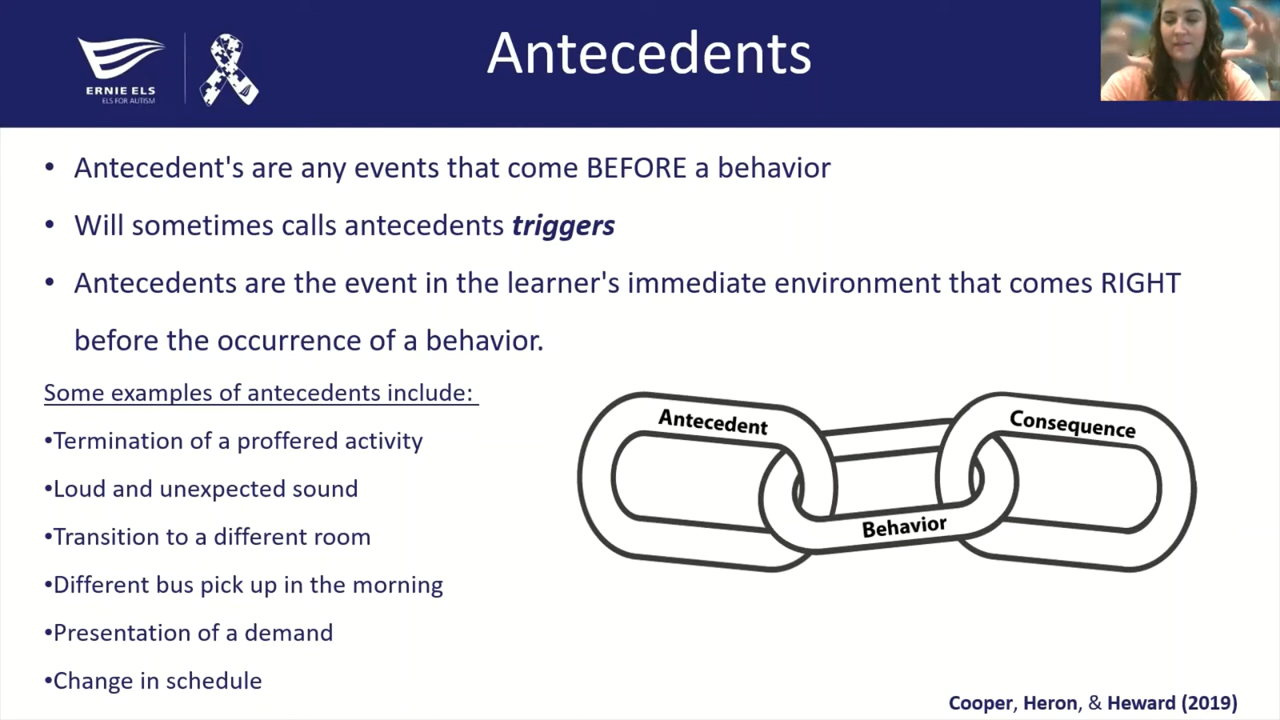 Antecedents
ERNIE ELS
ELS FOR AUTISM
• Antecedent's are any events that come BEFORE a behavior
• Will sometimes calls antecedents triggers
• Antecedents are the event in the learner's immediate environment that comes RIGHT
before the occurrence of a behavior.
Some examples of antecedents include:
•Termination of a proffered activity
•Loud and unexpected sound
•Transition to a different room
•Different bus pick up in the morning
•Presentation of a demand
•Change in schedule
Antecedent
Behavior
Consequence
Cooper, Heron, & Heward (2019)